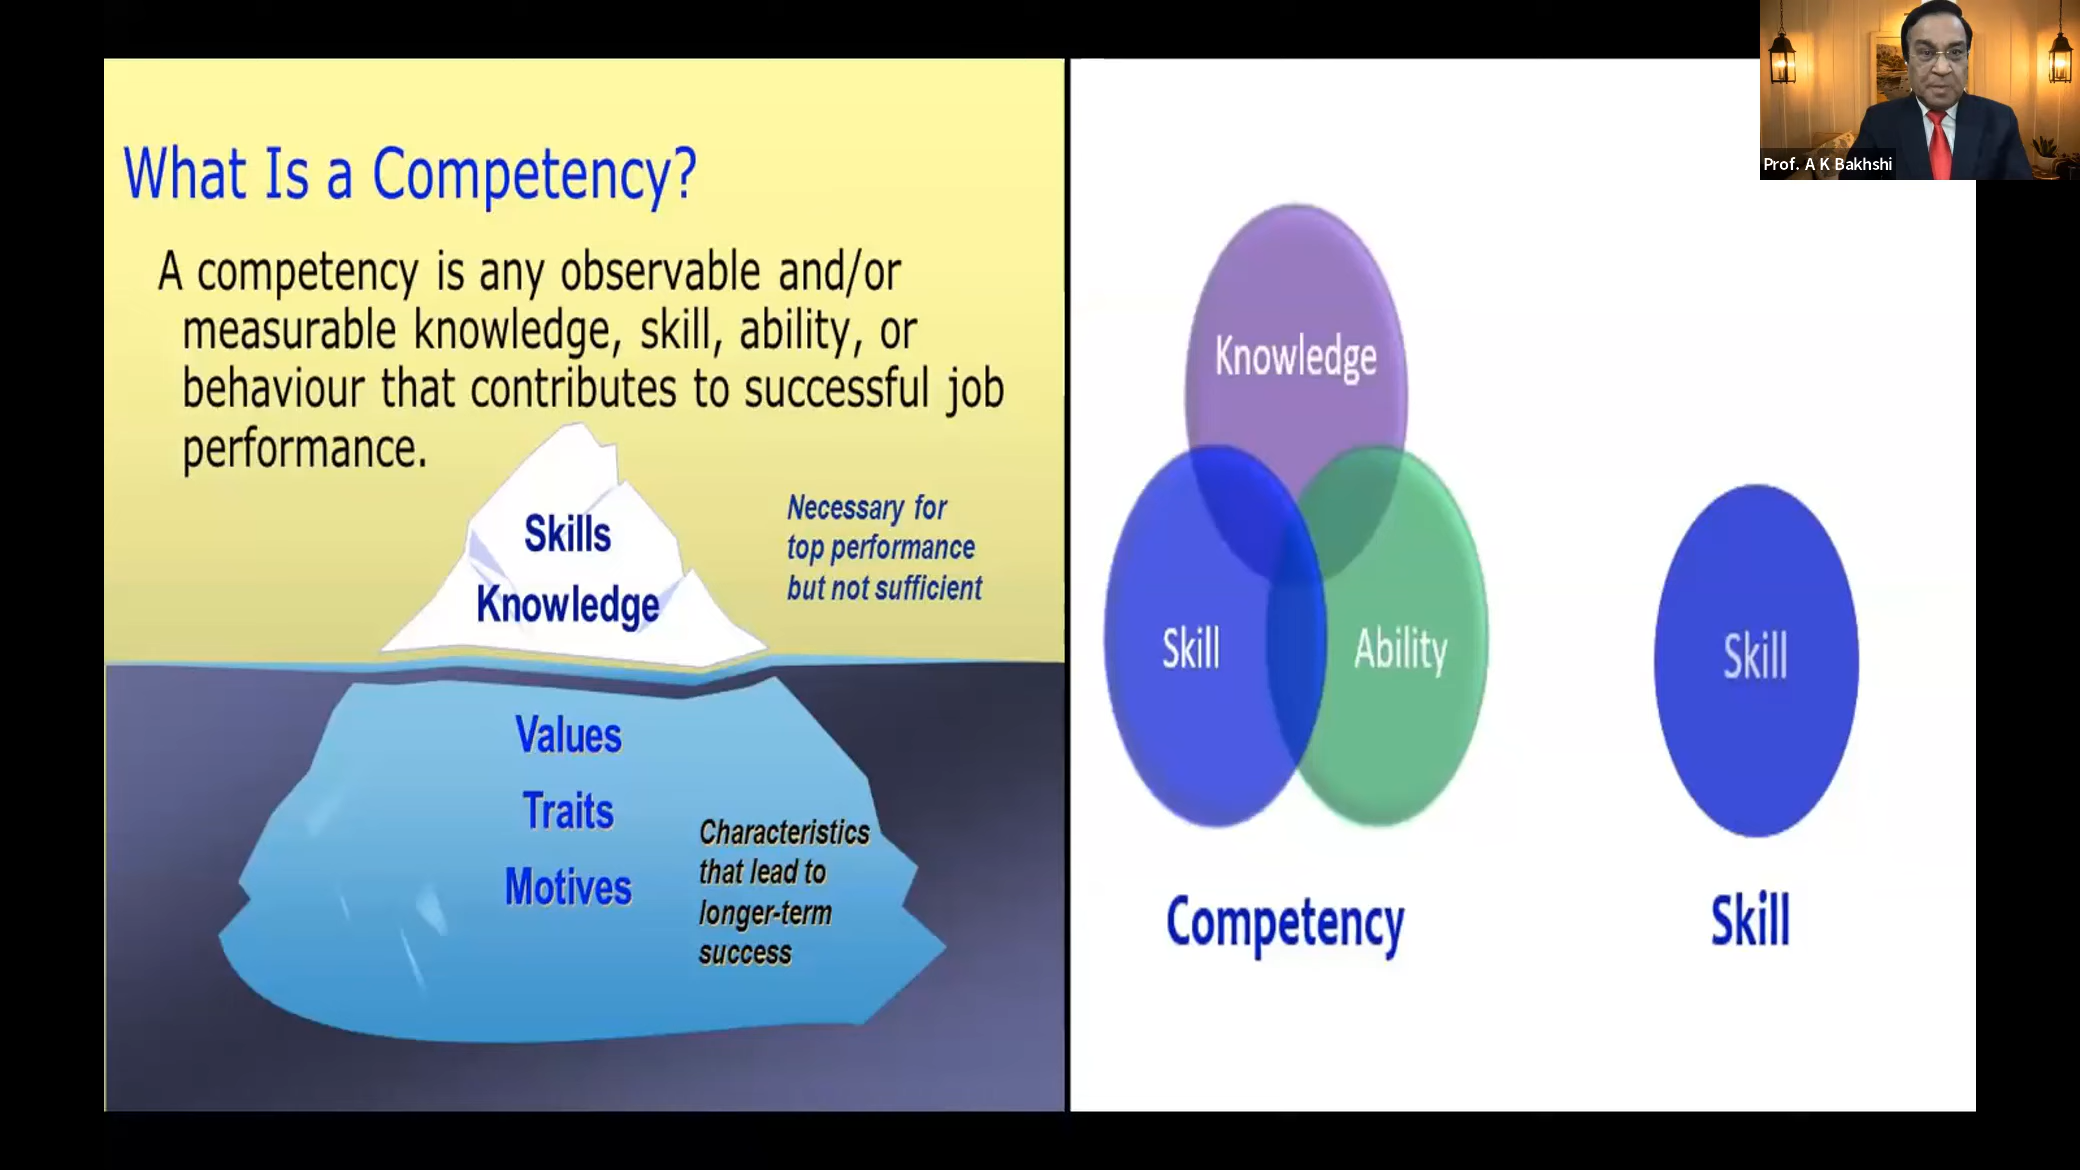 What Is a Competency?
A competency is any observable and/or
measurable knowledge, skill, ability, or
behaviour that contributes to successful job
performance.
Skills
Knowledge
Necessary for
top performance
but not sufficient
Values
Traits
Motives
Characteristics
that lead to
longer-term
success
Knowledge
Skill
Ability
Competency
Skill
Skill
Prof. A K Bakhshi